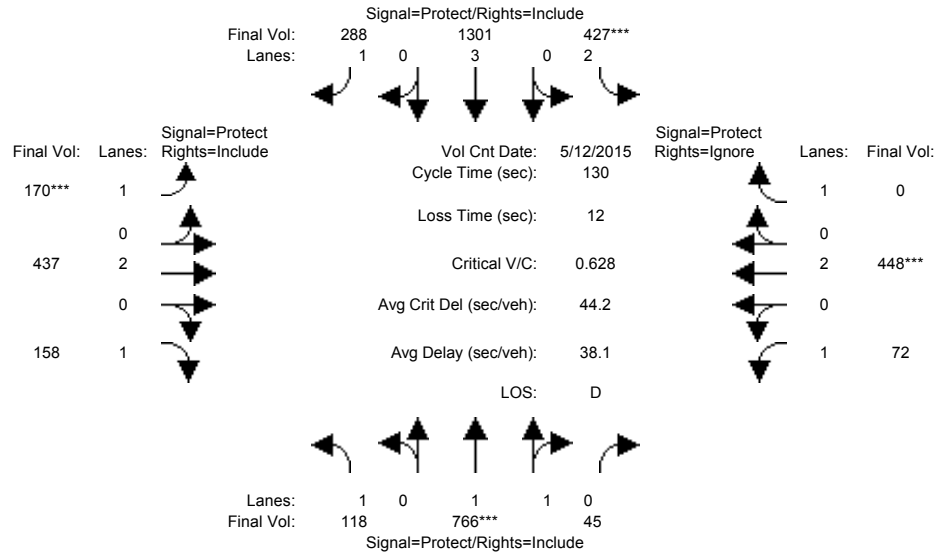 Signal=Protect/Rights=Include
Final Vol: 288 1301 427***
Lanes: 1 0 3 0 2
Signal=Protect Signal=Protect
Final Vol: Lanes: Rights=Include Vol Cnt Date: 5/12/2015 Rights=Ignore Lanes: Final Vol:
Cycle Time (sec): 130
170*** 1 1 0
Loss Time (sec): 12
0 0
437 2 Critical V/C: 0.628 2 448***
0 Avg Crit Del (sec/veh): 44.2 0
158 1 Avg Delay (sec/veh): 38.1 1 72
LOS: D
Lanes: 1 0 1 1 0
Final Vol: 118 766*** 45
Signal=Protect/Rights=Include